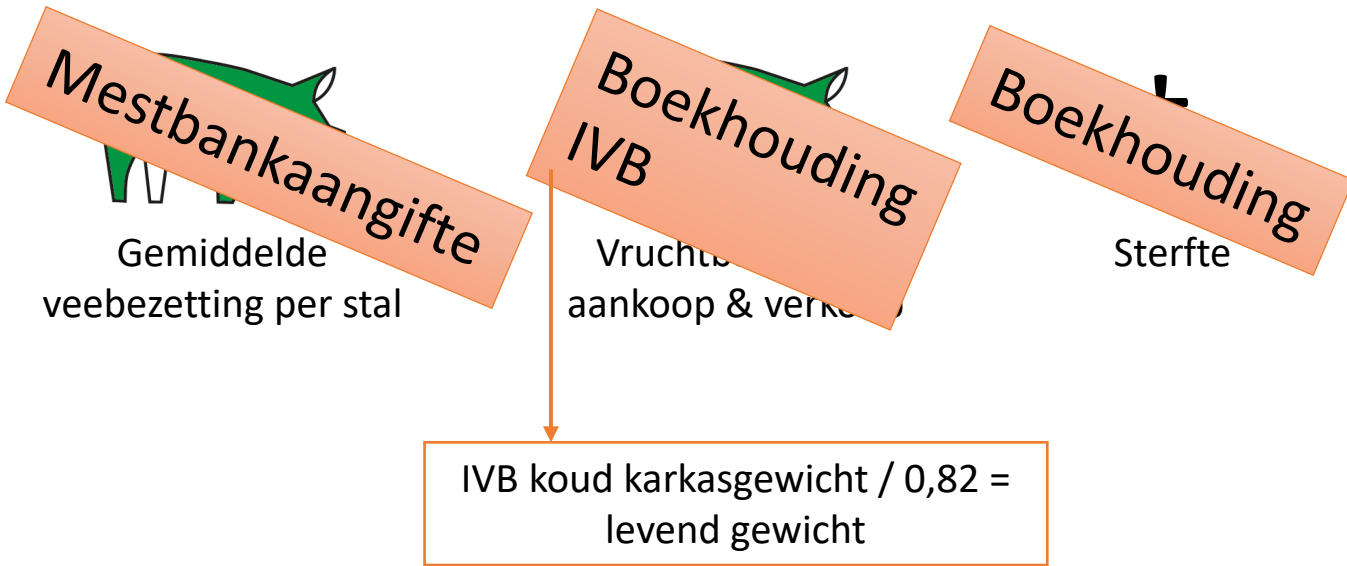 Mestbankaangifte
Gemiddelde
veebezetting per stal
Boekhouding
IVB
aankoop &
Boekhouding
Sterfte
IVB koud karkasgewicht / 0,82 =
levend gewicht